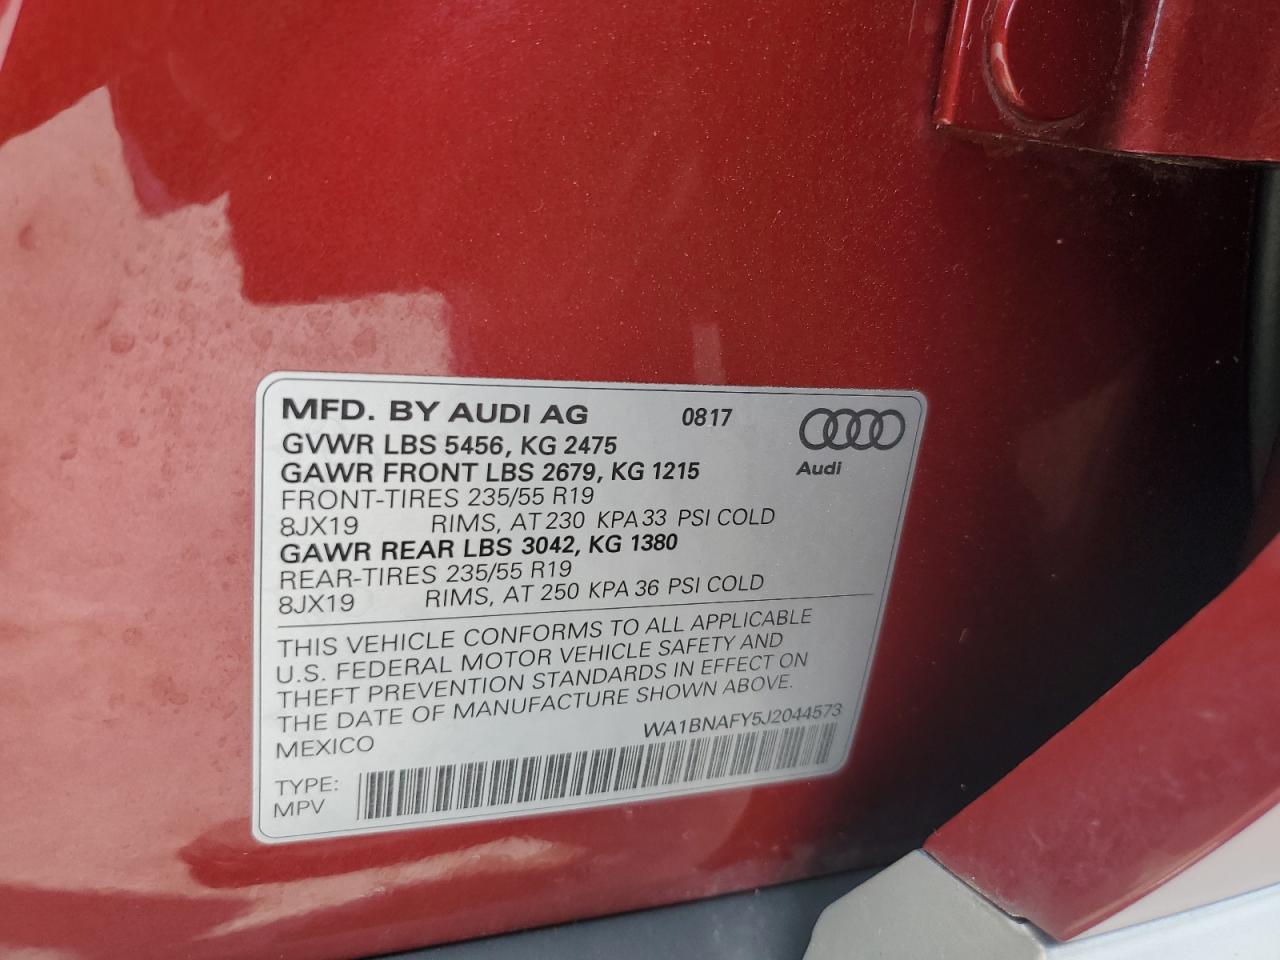 MFD. BY AUDI AG 0817
GVWR LBS 5456, KG 2475
GAWR FRONT LBS 2679, KG 1215
Audi
FRONT-TIRES 235/55 R19
8JX19 RIMS, AT 230 KPA 33 PSI COLD
GAWR REAR LBS 3042, KG 1380
REAR-TIRES 235/55 R19
8JX19 RIMS, AT 250 KPA 36 PSI COLD
THIS VEHICLE CONFORMS TO ALL APPLICABLE
U.S. FEDERAL MOTOR VEHICLE SAFETY AND
THEFT PREVENTION STANDARDS IN EFFECT ON
THE DATE OF MANUFACTURE SHOWN ABOVE.
MEXICO WA1BNAFY5J2044573
TYPE:
MPV